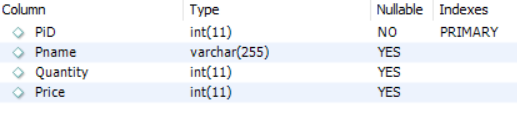 Column Type Nullable Indexes
PiD int(11) NO PRIMARY
Pname varchar(255) YES
Quantity int(11) YES
Price int(11) YES